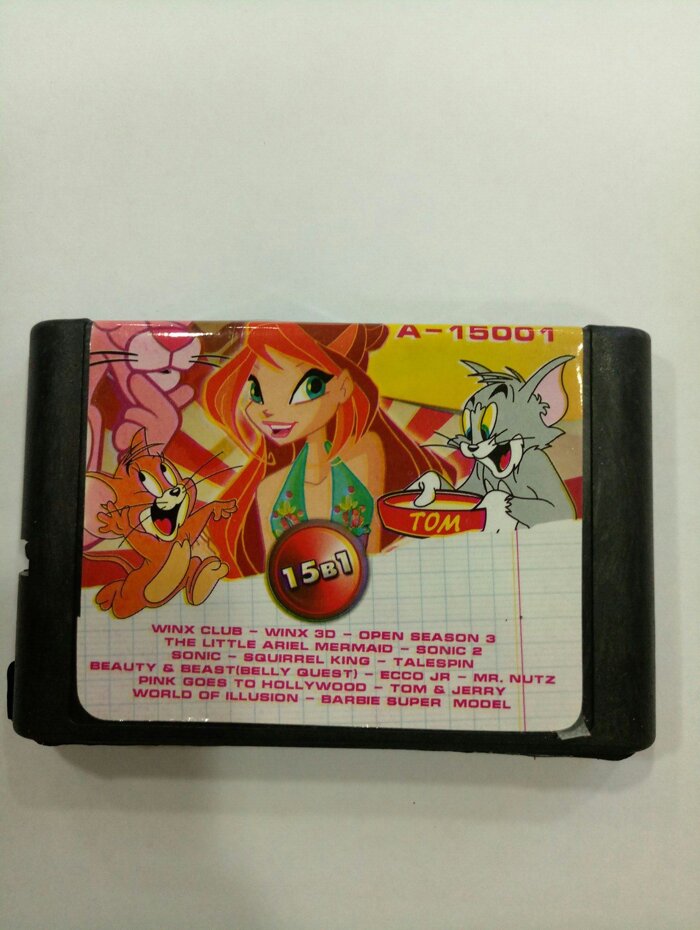 A-15001
TOM
15в1
WINX CLUB - WINX 3D - OPEN SEASON 3
THE LITTLE ARIEL MERMAID - SONIC 2
SONIC - SQUIRREL KING - TALESPIN
BEAUTY & BEAST(BELLY QUEST) - ECCO JR - MR. NUTZ
PINK GOES TO HOLLYWOOD - TOM & JERRY
WORLD OF ILLUSION - BARBIE SUPER MODEL